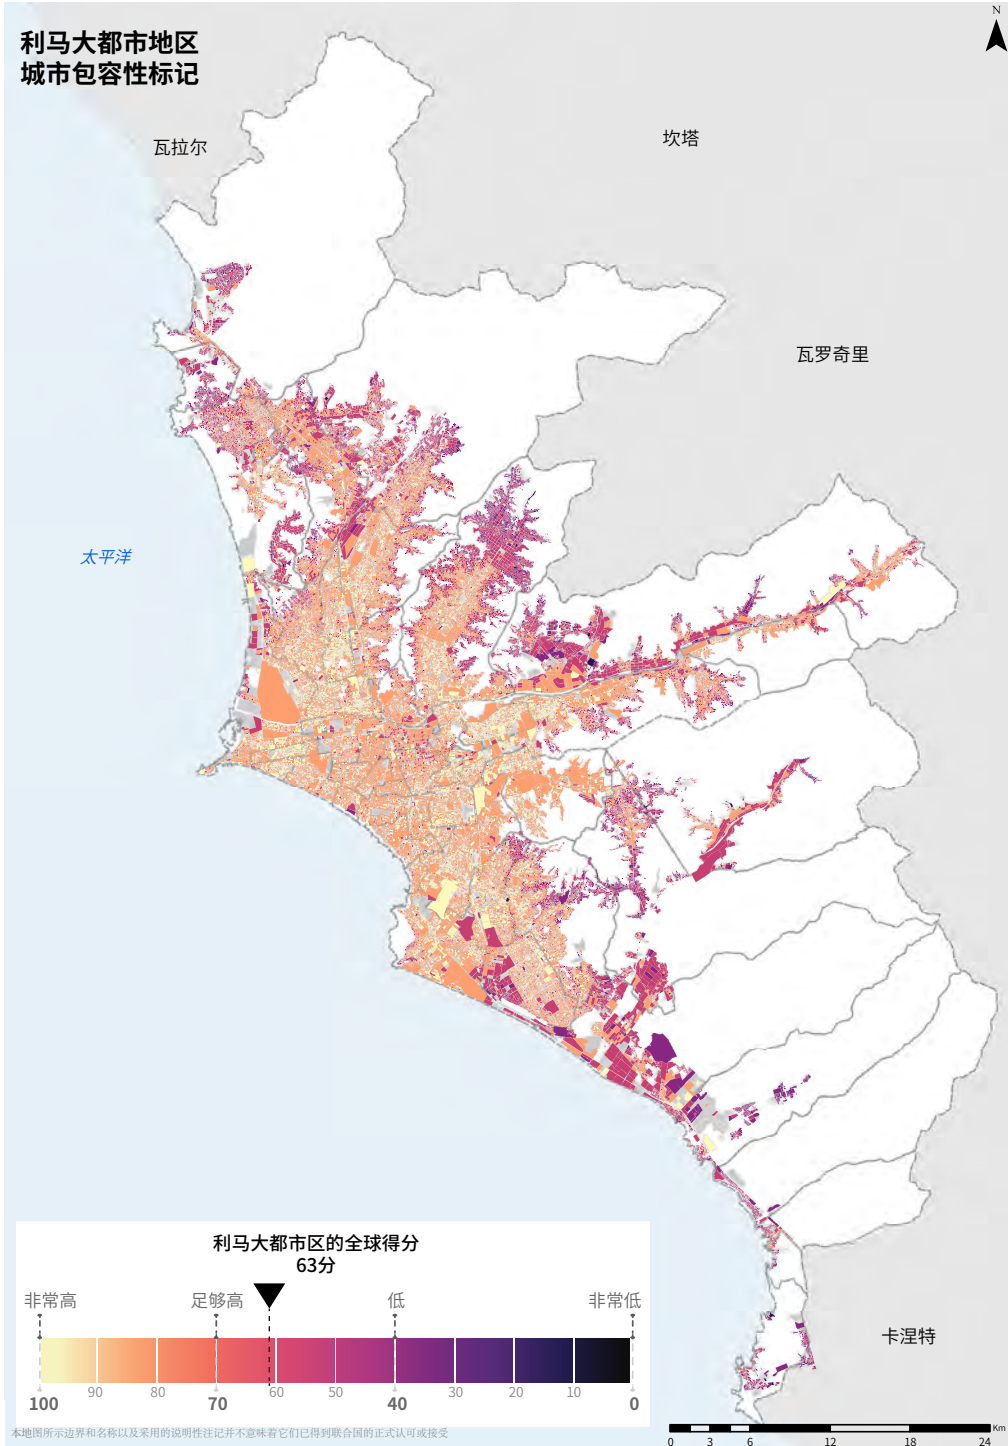 利马大都市地区
城市包容性标记
N
瓦拉尔
坎塔
瓦罗奇里
太平洋
利马大都市区的全球得分
63分
非常高 足够高 低 非常低
90 80 60 50 30 20 10
100 70 40 0
卡涅特
Km
0 3 6 12 18 24
本地图所示边界和名称以及采用的说明性注记并不意味着它们已得到联合国的正式认可或接受